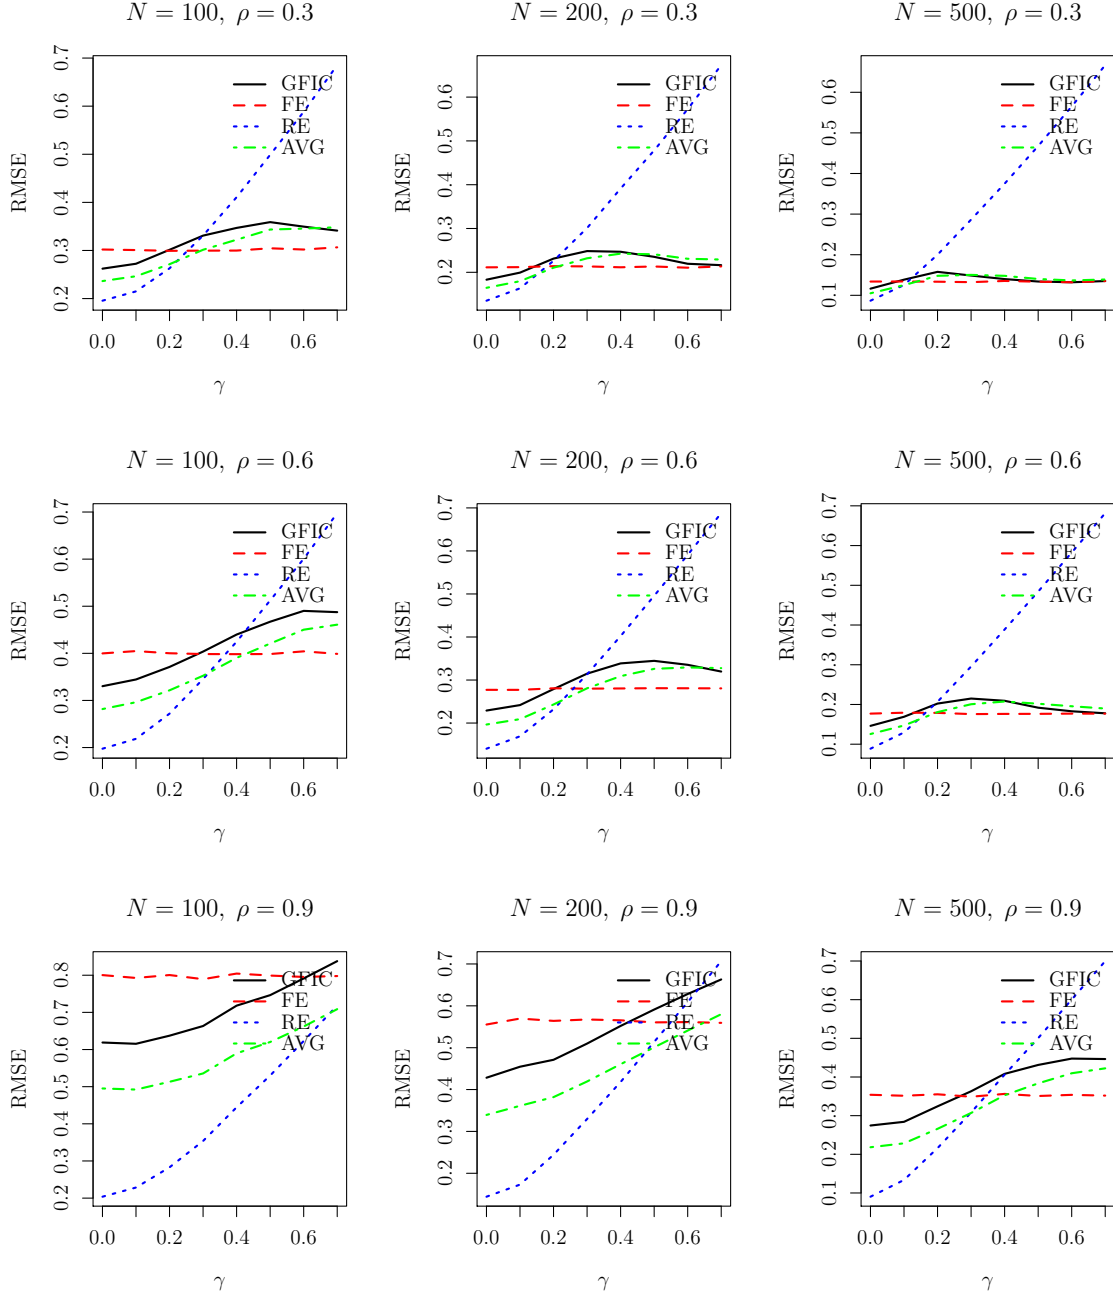 N = 100, ρ = 0.3
RMSE
0.7
0.6
0.5
0.4
0.3
0.2
GFIC
FE
RE
AVG
0.0 0.2 0.4 0.6
γ
N = 200, ρ = 0.3
RMSE
0.6
0.5
0.4
0.3
0.2
GFIC
FE
RE
AVG
0.0 0.2 0.4 0.6
γ
N = 500, ρ = 0.3
RMSE
0.6
0.5
0.4
0.3
0.2
0.1
GFIC
FE
RE
AVG
0.0 0.2 0.4 0.6
γ
N = 100, ρ = 0.6
RMSE
0.7
0.6
0.5
0.4
0.3
0.2
GFIC
FE
RE
AVG
0.0 0.2 0.4 0.6
γ
N = 200, ρ = 0.6
RMSE
0.7
0.6
0.5
0.4
0.3
0.2
GFIC
FE
RE
AVG
0.0 0.2 0.4 0.6
γ
N = 500, ρ = 0.6
RMSE
0.7
0.6
0.5
0.4
0.3
0.2
0.1
GFIC
FE
RE
AVG
0.0 0.2 0.4 0.6
γ
N = 100, ρ = 0.9
RMSE
0.8
0.7
0.6
0.5
0.4
0.3
0.2
GFIC
FE
RE
AVG
0.0 0.2 0.4 0.6
γ
N = 200, ρ = 0.9
RMSE
0.7
0.6
0.5
0.4
0.3
0.2
GFIC
FE
RE
AVG
0.0 0.2 0.4 0.6
γ
N = 500, ρ = 0.9
RMSE
0.7
0.6
0.5
0.4
0.3
0.2
0.1
GFIC
FE
RE
AVG
0.0 0.2 0.4 0.6
γ